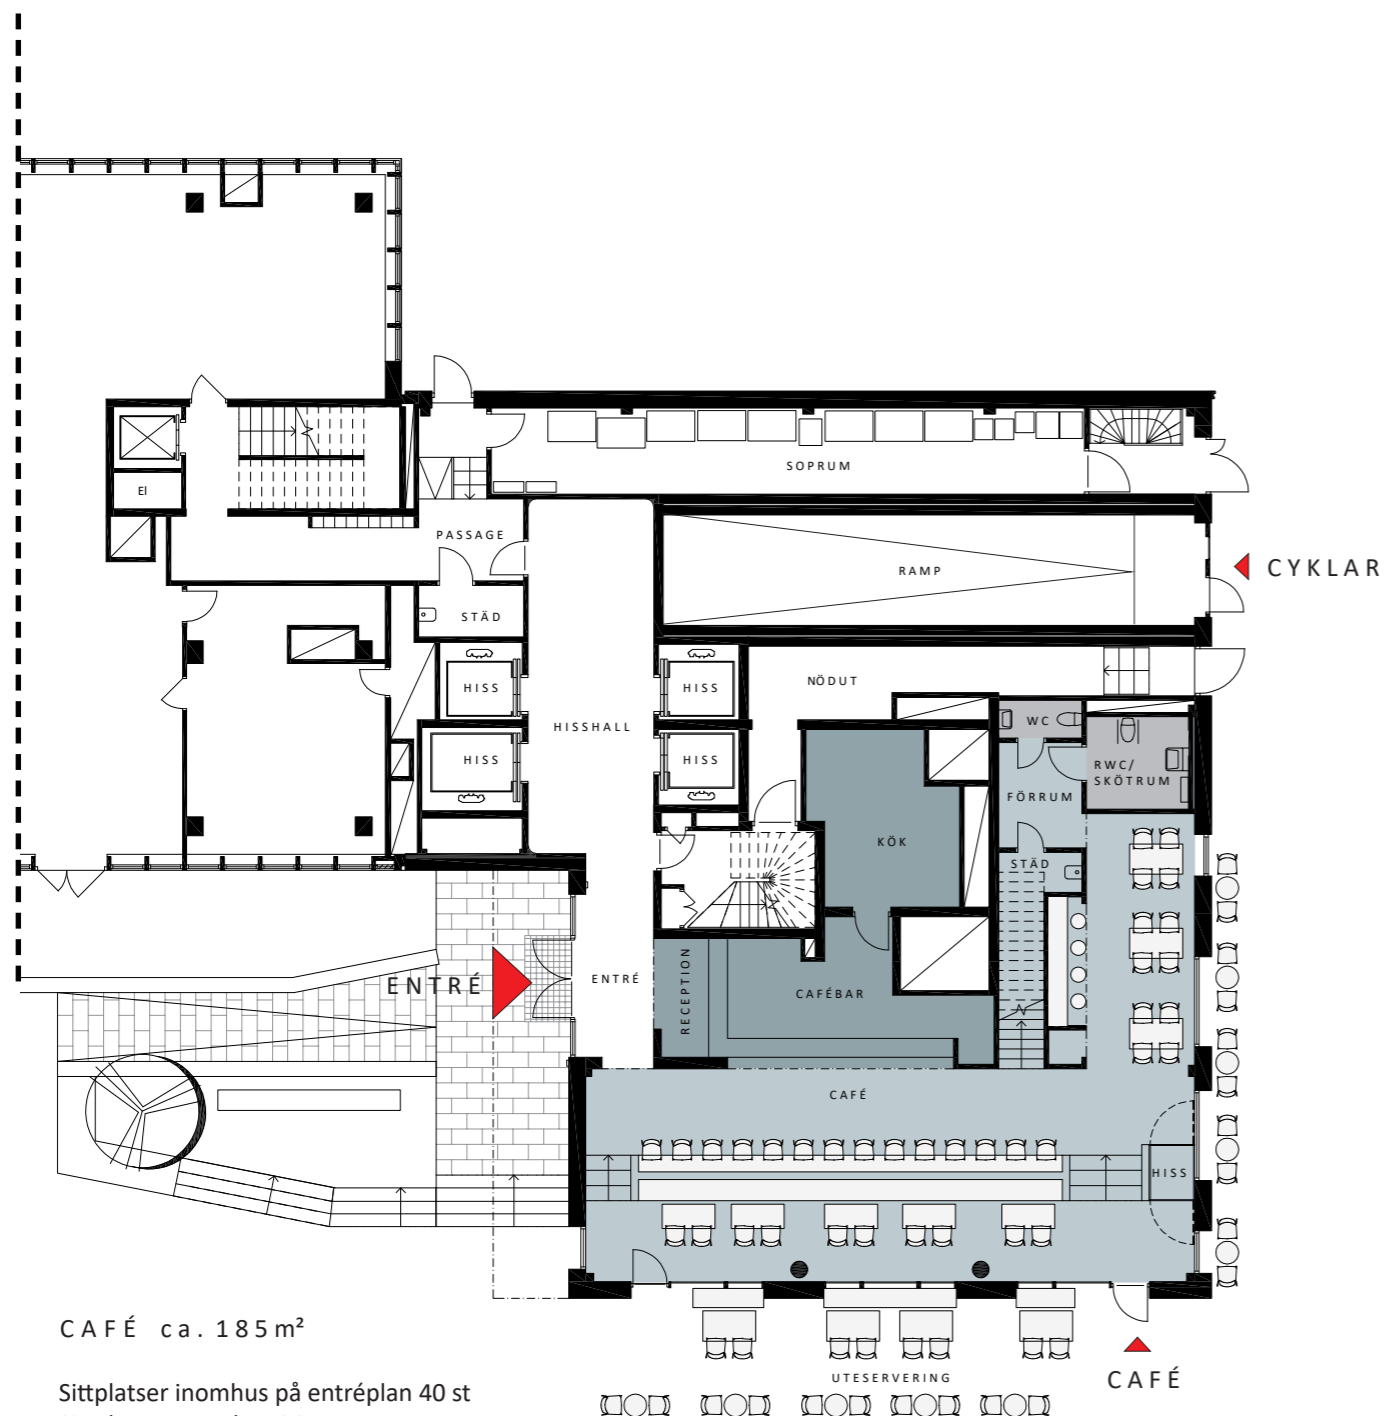 SOPRUM
El
PASSAGE
RAMP
CYKLAR
STÄD
HISS
HISS
NÖDUT
WC
HISSHALL
HISS
HISS
RWC/
SKÖTRUM
FÖRRUM
KÖK
STÄD
ENTRÉ
ENTRÉ
RECEPTION
CAFÉBAR
CAFÉ
HISS
CAFÉ ca. 185m²
UTESERVERING
CAFÉ
Sittplatser inomhus på entréplan 40 st